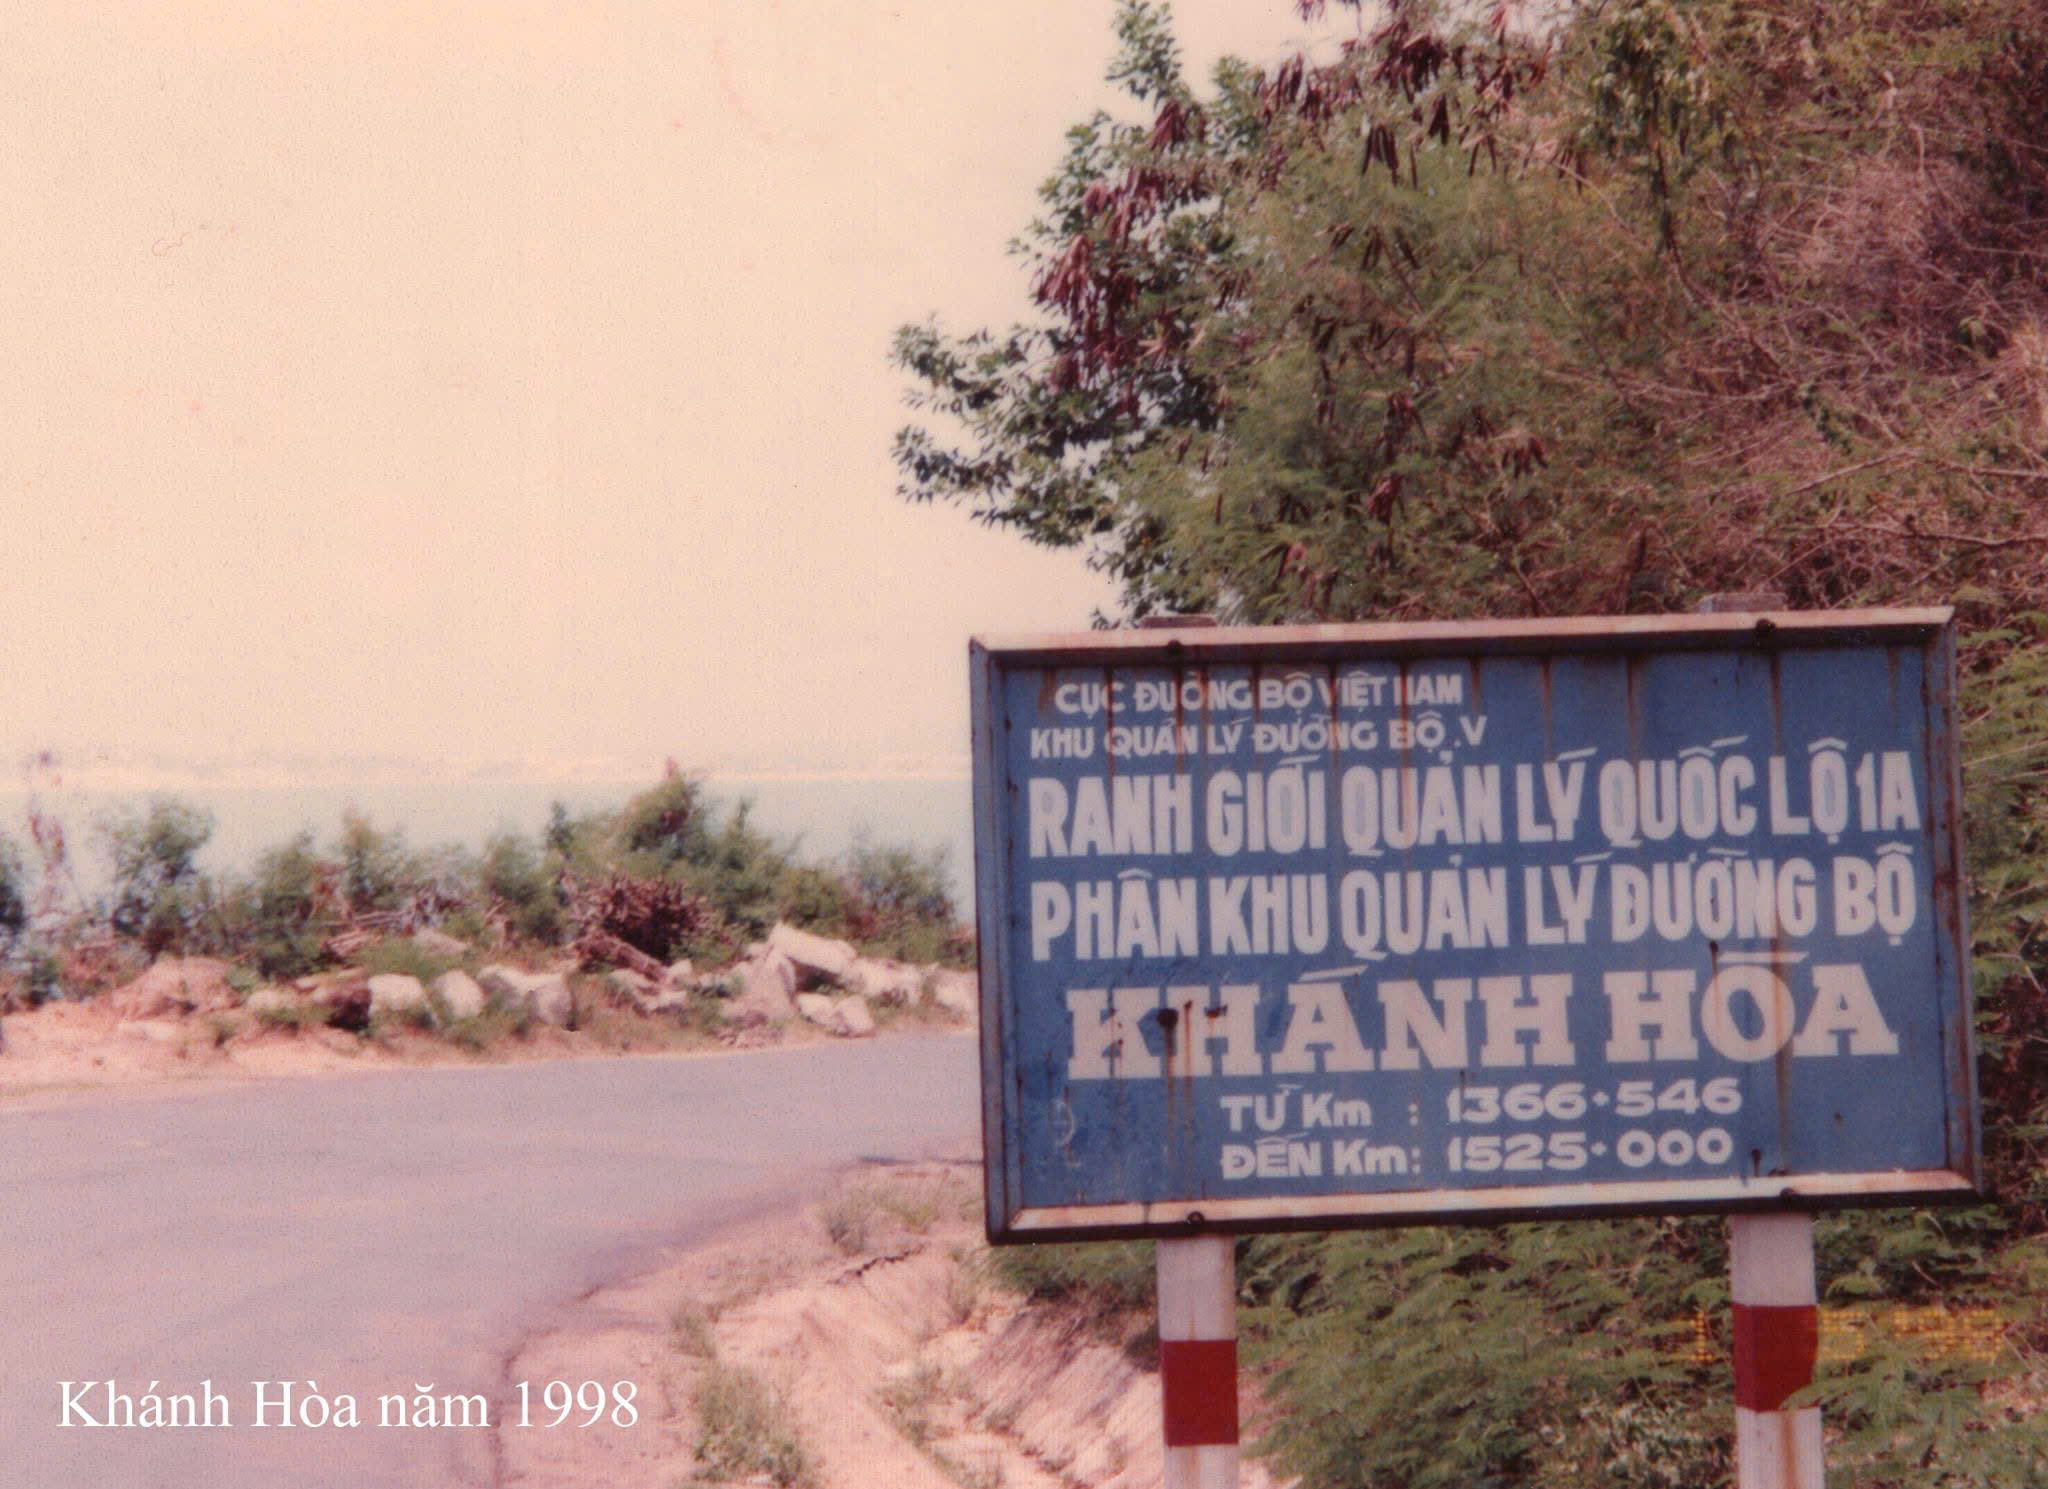 CỤC ĐƯỜNG BỘ VIỆT NAM
KHU QUẢN LÝ ĐƯỜNG BỘ V
RANH GIỚI QUẢN LÝ QUỐC LỘ 1A
PHÂN KHU QUẢN LÝ ĐƯỜNG BỘ
KHÁNH HÒA
TỪ Km : 1366+546
ĐẾN Km: 1525+000
Khánh Hòa năm 1998